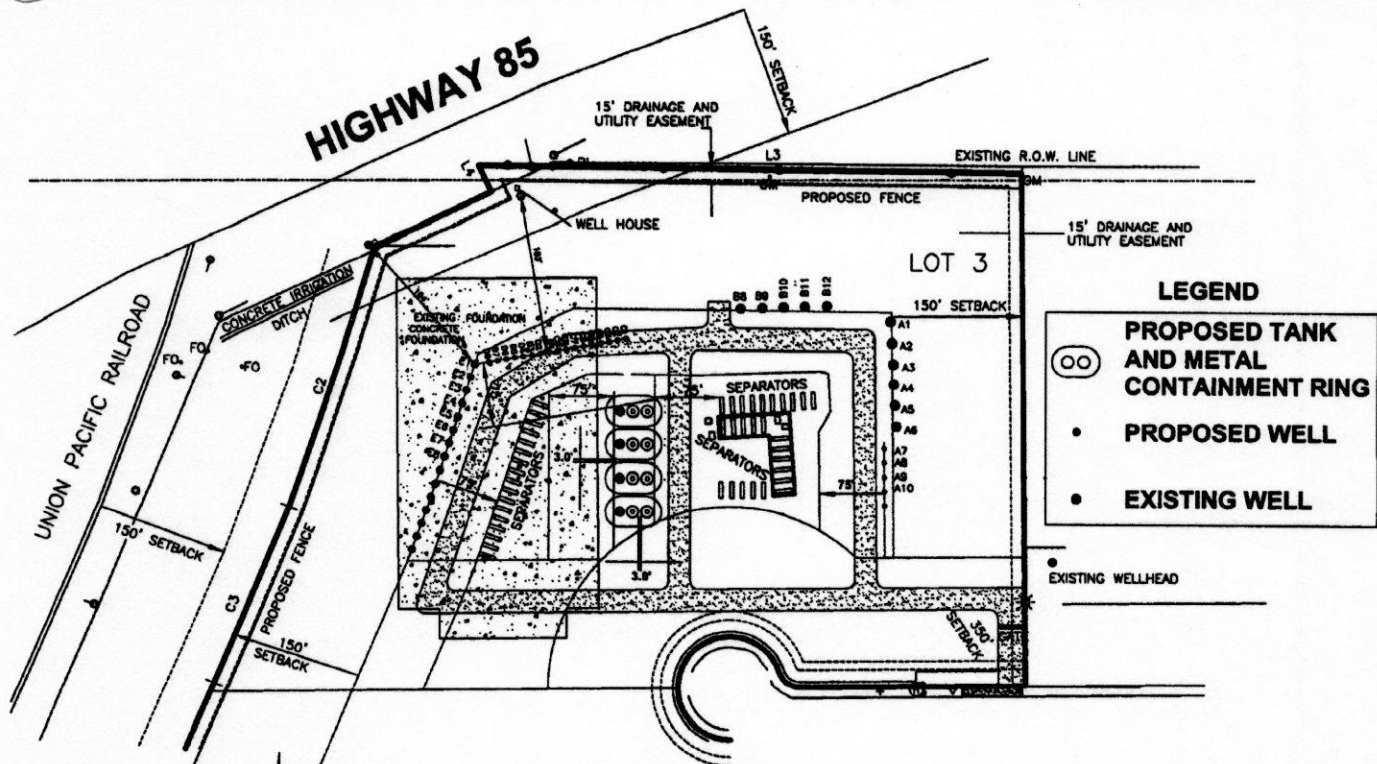 HIGHWAY 85
150' SETBACK
15' DRAINAGE AND
UTILITY EASEMENT
L3
EXISTING R.O.W. LINE
PROPOSED FENCE
WELL HOUSE
15' DRAINAGE AND
UTILITY EASEMENT
LOT 3
150' SETBACK
CONCRETE IRRIGATION
DITCH
UNION PACIFIC RAILROAD
FO
FO
FO
C2
EXISTING FOUNDATION
CONCRETE
FOUNDATION
B8
B9
B10
B11
B12
A1
A2
A3
A4
A5
A6
A7
A8
A9
A10
75'
75'
SEPARATORS
SEPARATORS
SEPARATORS
3.0'
75'
3.0'
150' SETBACK
C3
PROPOSED FENCE
150'
SETBACK
350'
SETBACK
EXISTING WELLHEAD
LEGEND
PROPOSED TANK
AND METAL
CONTAINMENT RING
PROPOSED WELL
EXISTING WELL